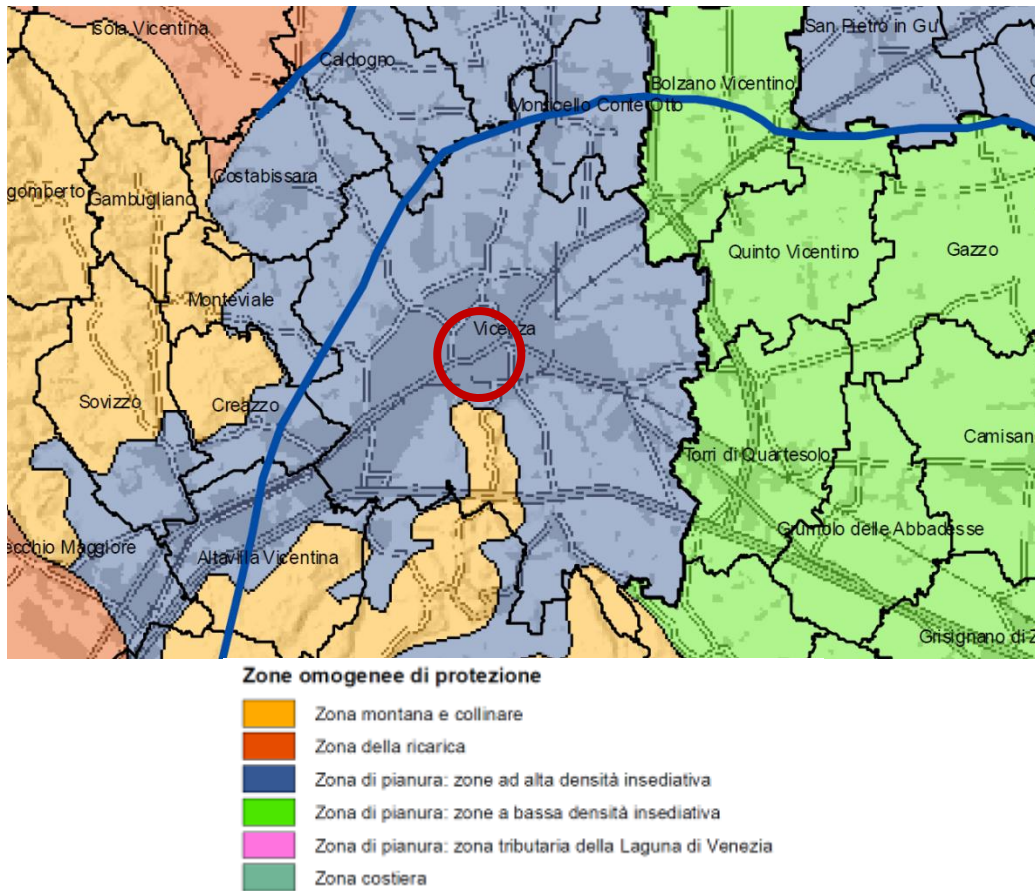 Isola Vicentina
San Pietro in Gu'
Caldogno
Bolzano Vicentino
Monticello Conte Otto
Costabissara
gomberto
Gambugliano
Quinto Vicentino
Gazzo
Monteviale
Vicenza
Sovizzo
Creazzo
Camisan
Torri di Quartesolo
Grumolo delle Abbadesse
ecchio Maggiore
Altavilla Vicentina
Grisignano di Z
Zone omogenee di protezione
Zona montana e collinare
Zona della ricarica
Zona di pianura: zone ad alta densità insediativa
Zona di pianura: zone a bassa densità insediativa
Zona di pianura: zona tributaria della Laguna di Venezia
Zona costiera